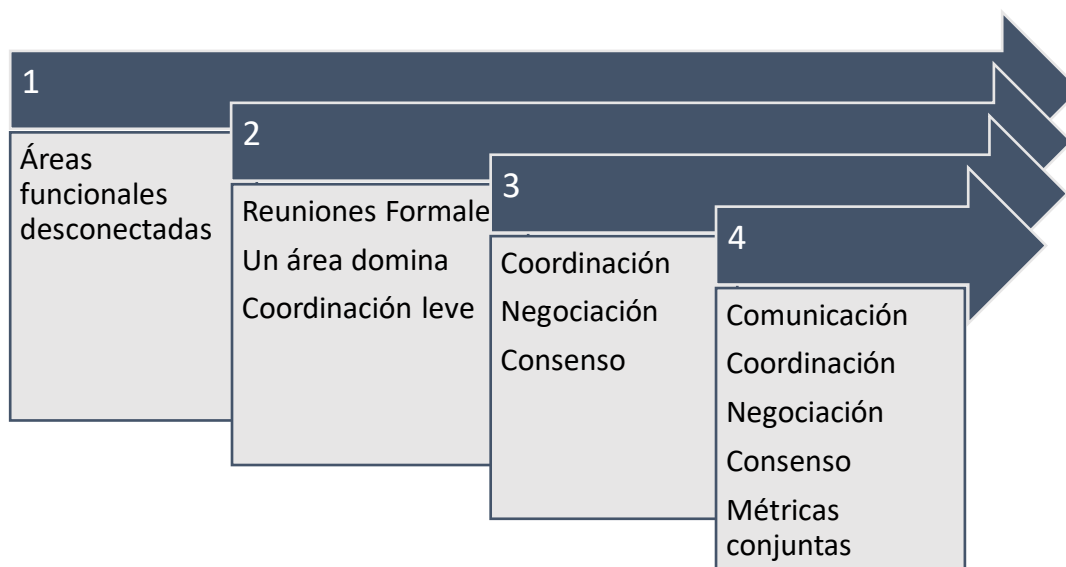 1
Áreas
funcionales
desconectadas
2
Reuniones Formale
Un área domina
Coordinación leve
3
Coordinación
Negociación
Consenso
4
Comunicación
Coordinación
Negociación
Consenso
Métricas
conjuntas